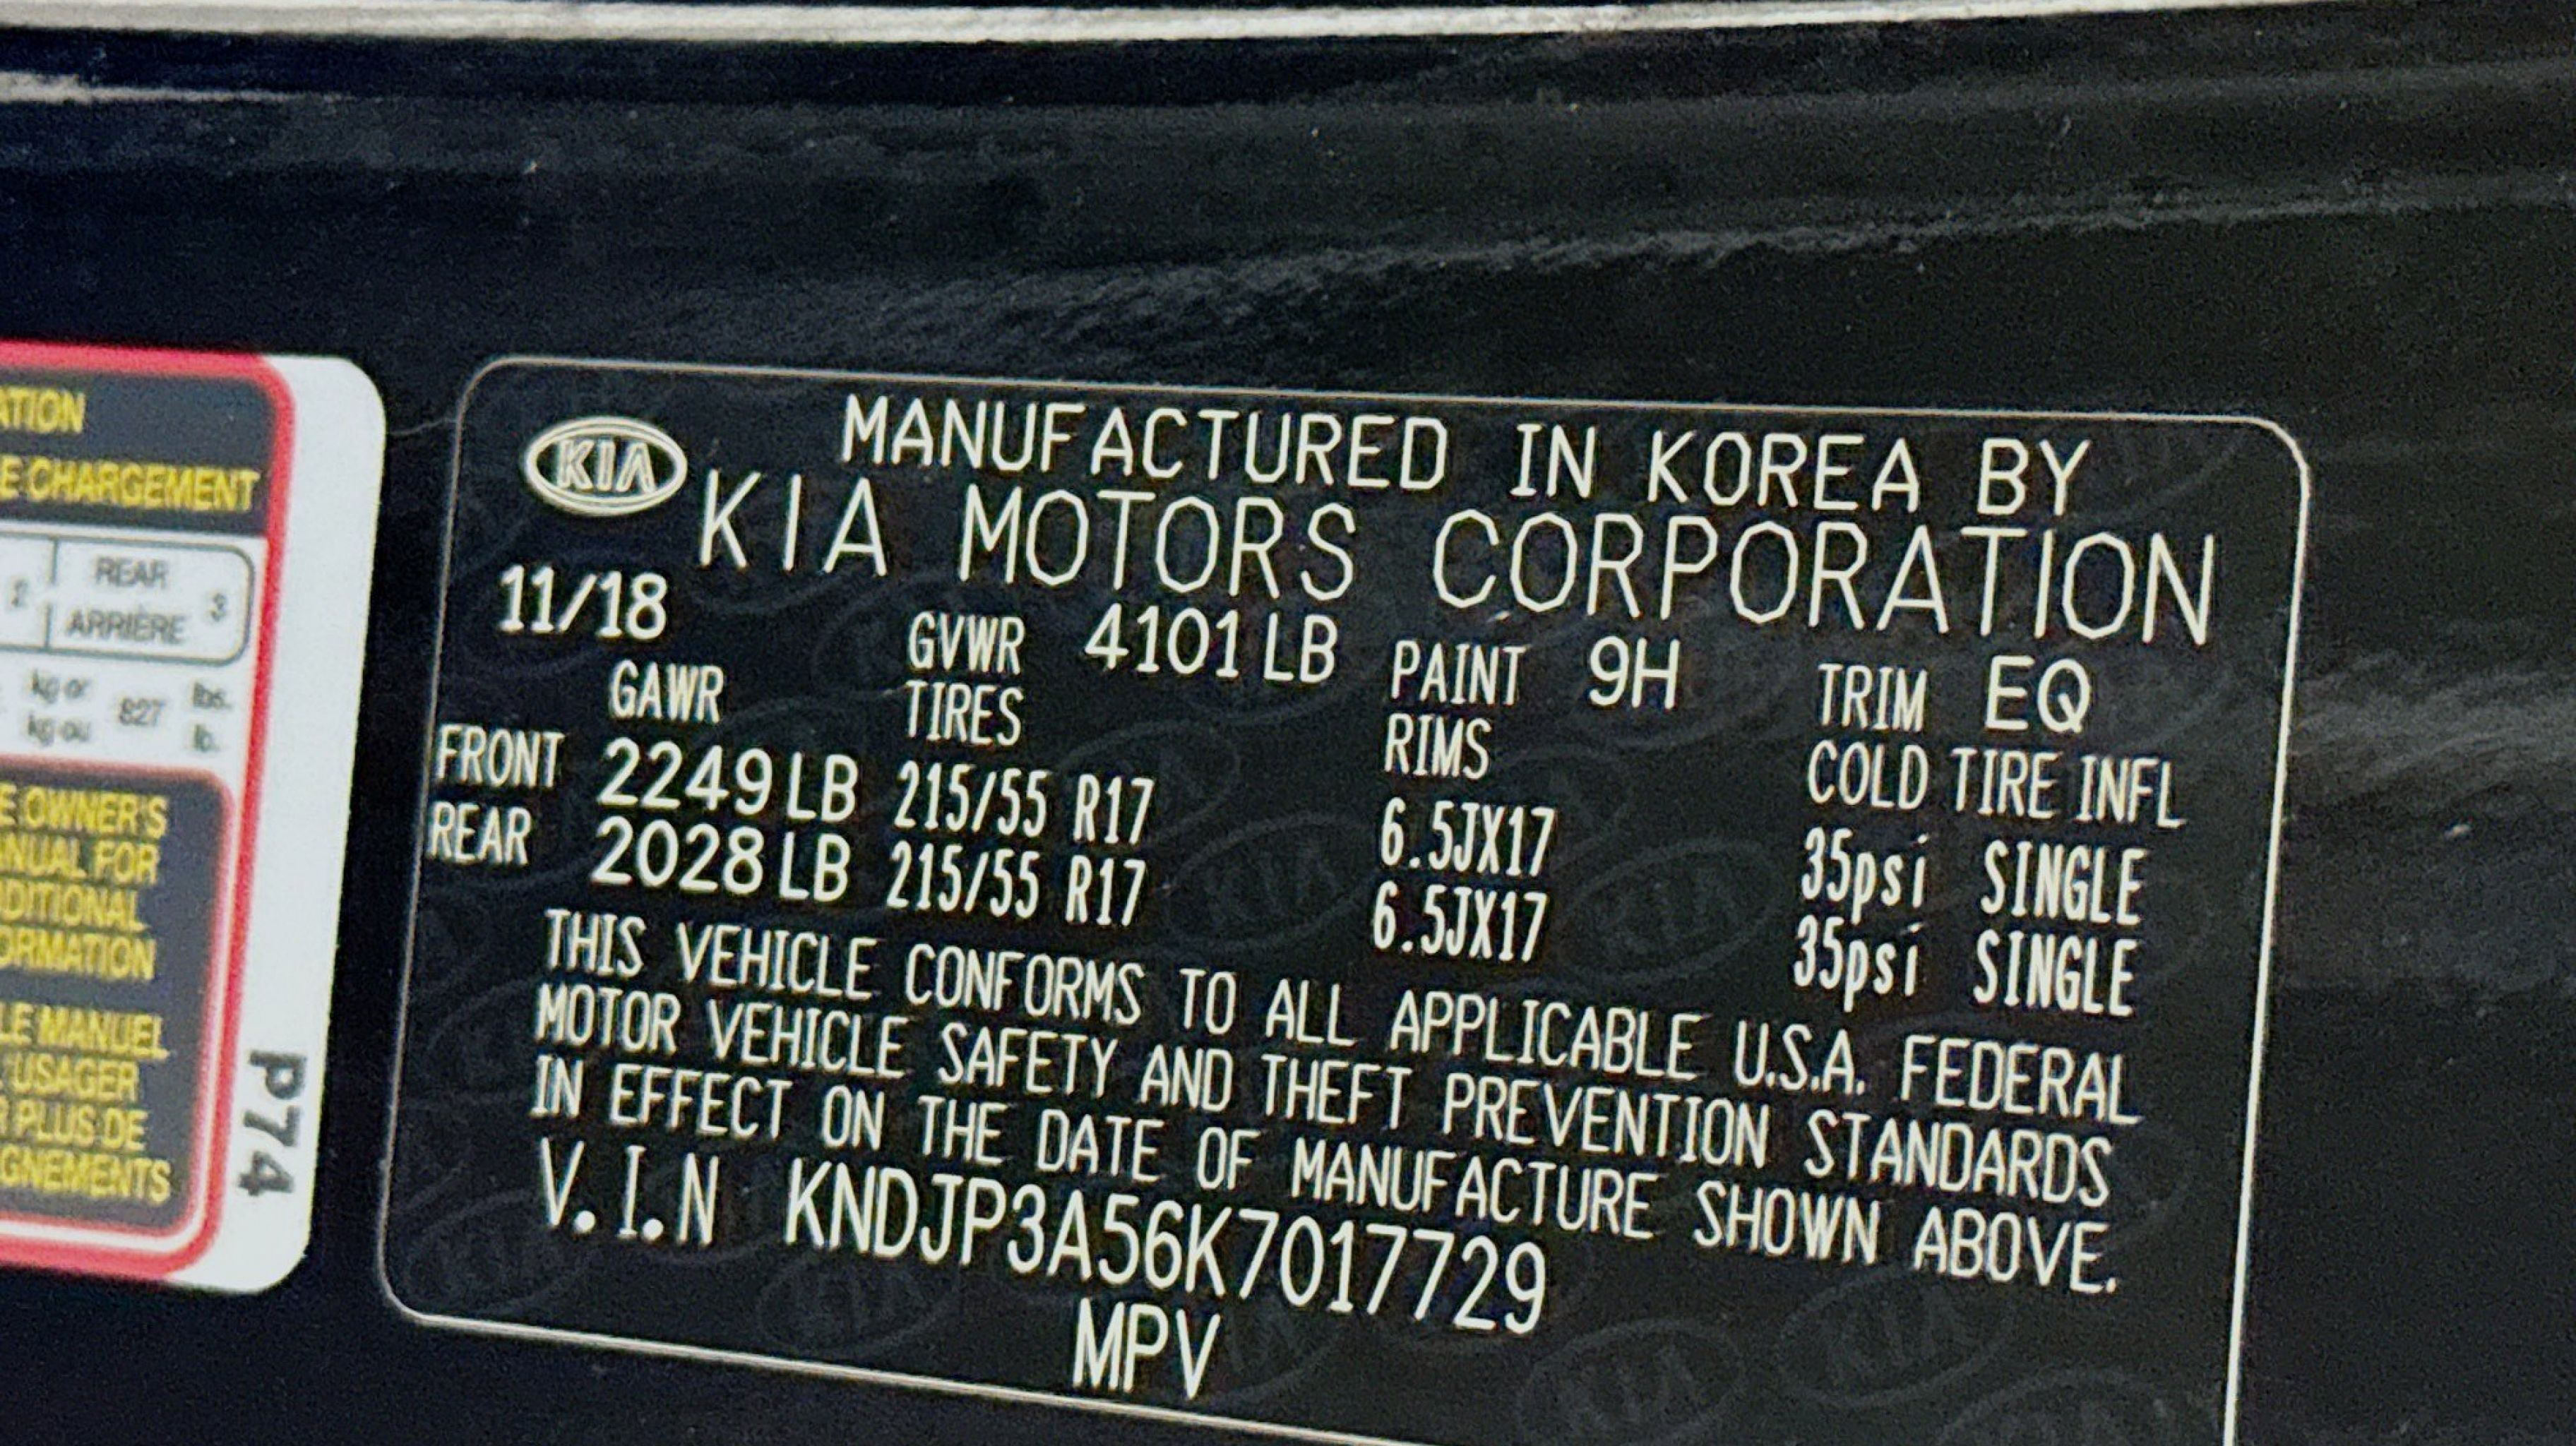 ATION
E CHARGEMENT
2 REAR 3
ARRIÈRE
kg or 827 lbs.
kg ou lb.
E OWNER'S
ANUAL FOR
DDITIONAL
ORMATION
LE MANUEL
L'USAGER
R PLUS DE
GNEMENTS
P74
KIA MANUFACTURED IN KOREA BY
KIA MOTORS CORPORATION
11/18 GVWR 4101 LB PAINT 9H TRIM EQ
GAWR TIRES RIMS COLD TIRE INFL
FRONT 2249 LB 215/55 R17 6.5JX17 35psi SINGLE
REAR 2028 LB 215/55 R17 6.5JX17 35psi SINGLE
THIS VEHICLE CONFORMS TO ALL APPLICABLE U.S.A. FEDERAL
MOTOR VEHICLE SAFETY AND THEFT PREVENTION STANDARDS
IN EFFECT ON THE DATE OF MANUFACTURE SHOWN ABOVE.
V.I.N KNDJP3A56K7017729
MPV